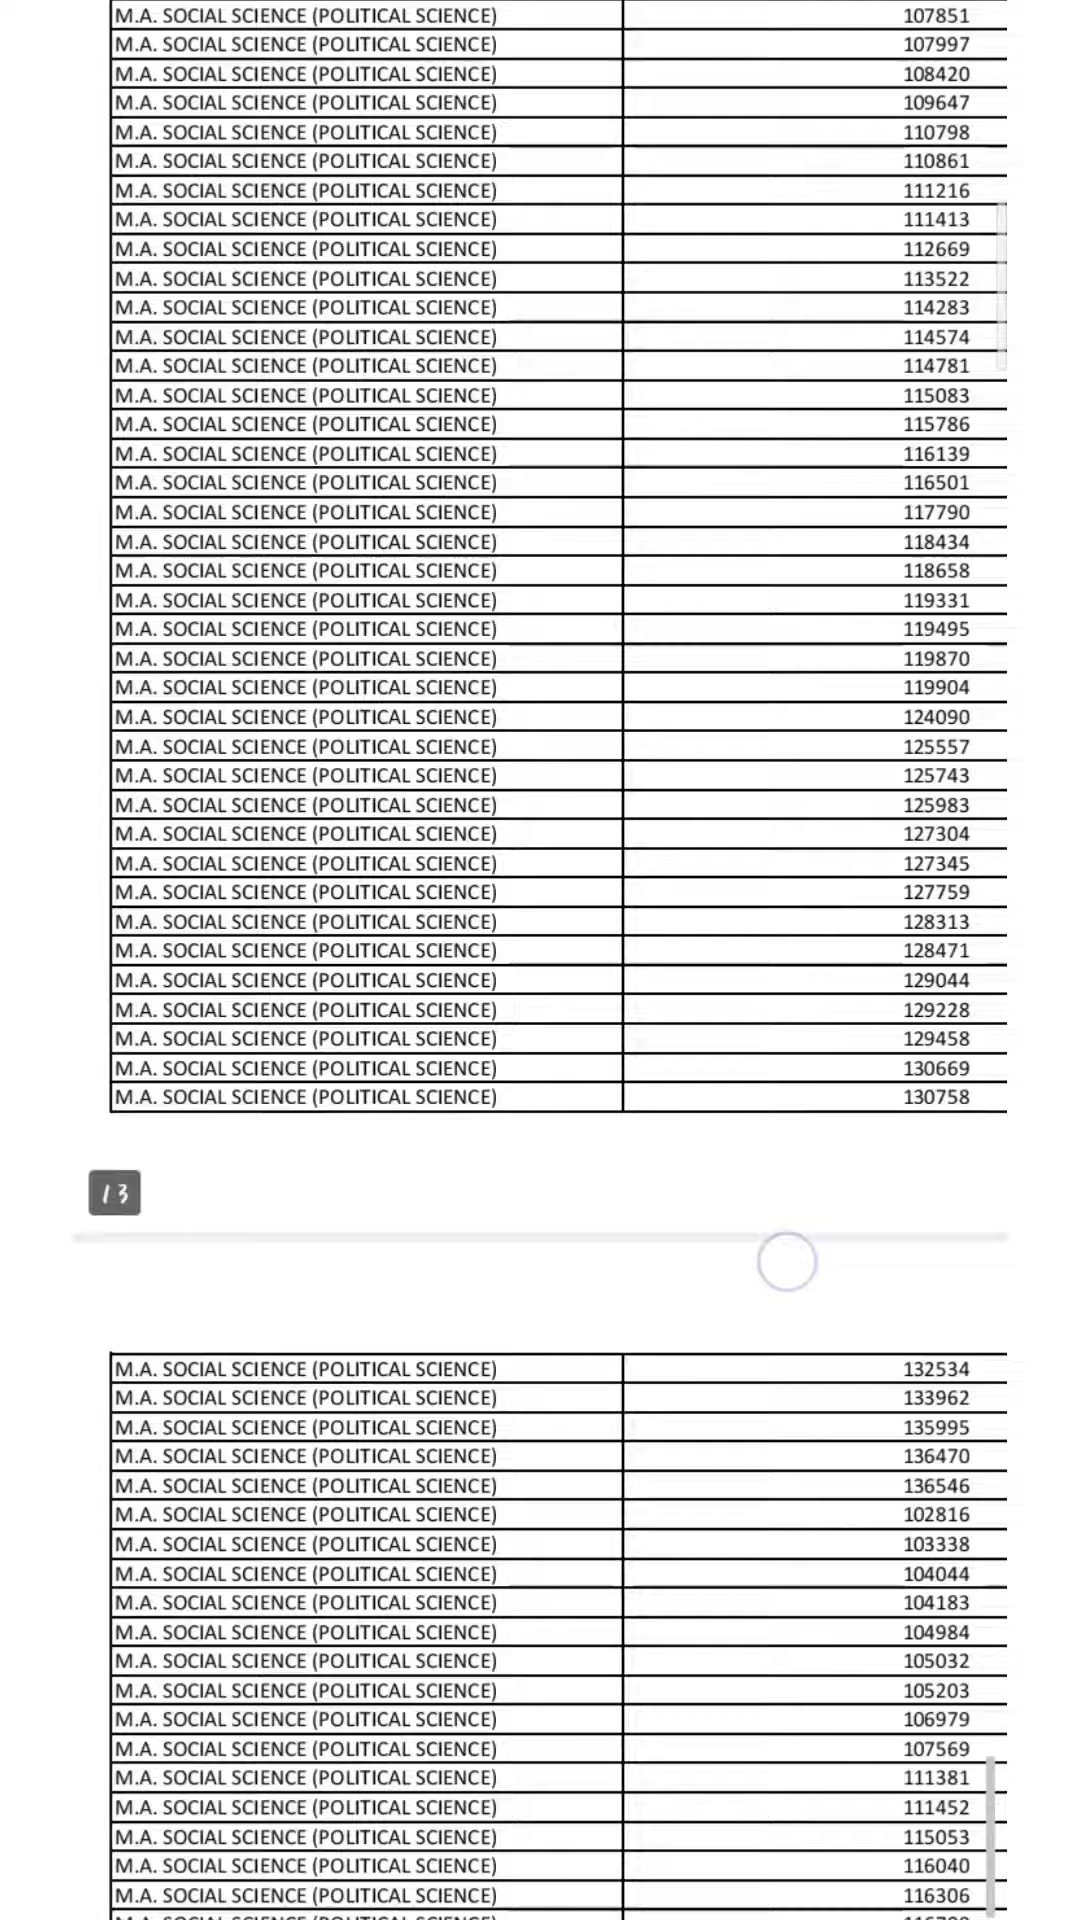 M.A. SOCIAL SCIENCE (POLITICAL SCIENCE) 107851
M.A. SOCIAL SCIENCE (POLITICAL SCIENCE) 107997
M.A. SOCIAL SCIENCE (POLITICAL SCIENCE) 108420
M.A. SOCIAL SCIENCE (POLITICAL SCIENCE) 109647
M.A. SOCIAL SCIENCE (POLITICAL SCIENCE) 110798
M.A. SOCIAL SCIENCE (POLITICAL SCIENCE) 110861
M.A. SOCIAL SCIENCE (POLITICAL SCIENCE) 111216
M.A. SOCIAL SCIENCE (POLITICAL SCIENCE) 111413
M.A. SOCIAL SCIENCE (POLITICAL SCIENCE) 112669
M.A. SOCIAL SCIENCE (POLITICAL SCIENCE) 113522
M.A. SOCIAL SCIENCE (POLITICAL SCIENCE) 114283
M.A. SOCIAL SCIENCE (POLITICAL SCIENCE) 114574
M.A. SOCIAL SCIENCE (POLITICAL SCIENCE) 114781
M.A. SOCIAL SCIENCE (POLITICAL SCIENCE) 115083
M.A. SOCIAL SCIENCE (POLITICAL SCIENCE) 115786
M.A. SOCIAL SCIENCE (POLITICAL SCIENCE) 116139
M.A. SOCIAL SCIENCE (POLITICAL SCIENCE) 116501
M.A. SOCIAL SCIENCE (POLITICAL SCIENCE) 117790
M.A. SOCIAL SCIENCE (POLITICAL SCIENCE) 118434
M.A. SOCIAL SCIENCE (POLITICAL SCIENCE) 118658
M.A. SOCIAL SCIENCE (POLITICAL SCIENCE) 119331
M.A. SOCIAL SCIENCE (POLITICAL SCIENCE) 119495
M.A. SOCIAL SCIENCE (POLITICAL SCIENCE) 119870
M.A. SOCIAL SCIENCE (POLITICAL SCIENCE) 119904
M.A. SOCIAL SCIENCE (POLITICAL SCIENCE) 124090
M.A. SOCIAL SCIENCE (POLITICAL SCIENCE) 125557
M.A. SOCIAL SCIENCE (POLITICAL SCIENCE) 125743
M.A. SOCIAL SCIENCE (POLITICAL SCIENCE) 125983
M.A. SOCIAL SCIENCE (POLITICAL SCIENCE) 127304
M.A. SOCIAL SCIENCE (POLITICAL SCIENCE) 127345
M.A. SOCIAL SCIENCE (POLITICAL SCIENCE) 127759
M.A. SOCIAL SCIENCE (POLITICAL SCIENCE) 128313
M.A. SOCIAL SCIENCE (POLITICAL SCIENCE) 128471
M.A. SOCIAL SCIENCE (POLITICAL SCIENCE) 129044
M.A. SOCIAL SCIENCE (POLITICAL SCIENCE) 129228
M.A. SOCIAL SCIENCE (POLITICAL SCIENCE) 129458
M.A. SOCIAL SCIENCE (POLITICAL SCIENCE) 130669
M.A. SOCIAL SCIENCE (POLITICAL SCIENCE) 130758
13
M.A. SOCIAL SCIENCE (POLITICAL SCIENCE) 132534
M.A. SOCIAL SCIENCE (POLITICAL SCIENCE) 133962
M.A. SOCIAL SCIENCE (POLITICAL SCIENCE) 135995
M.A. SOCIAL SCIENCE (POLITICAL SCIENCE) 136470
M.A. SOCIAL SCIENCE (POLITICAL SCIENCE) 136546
M.A. SOCIAL SCIENCE (POLITICAL SCIENCE) 102816
M.A. SOCIAL SCIENCE (POLITICAL SCIENCE) 103338
M.A. SOCIAL SCIENCE (POLITICAL SCIENCE) 104044
M.A. SOCIAL SCIENCE (POLITICAL SCIENCE) 104183
M.A. SOCIAL SCIENCE (POLITICAL SCIENCE) 104984
M.A. SOCIAL SCIENCE (POLITICAL SCIENCE) 105032
M.A. SOCIAL SCIENCE (POLITICAL SCIENCE) 105203
M.A. SOCIAL SCIENCE (POLITICAL SCIENCE) 106979
M.A. SOCIAL SCIENCE (POLITICAL SCIENCE) 107569
M.A. SOCIAL SCIENCE (POLITICAL SCIENCE) 111381
M.A. SOCIAL SCIENCE (POLITICAL SCIENCE) 111452
M.A. SOCIAL SCIENCE (POLITICAL SCIENCE) 115053
M.A. SOCIAL SCIENCE (POLITICAL SCIENCE) 116040
M.A. SOCIAL SCIENCE (POLITICAL SCIENCE) 116306
M.A. SOCIAL SCIENCE (POLITICAL SCIENCE)